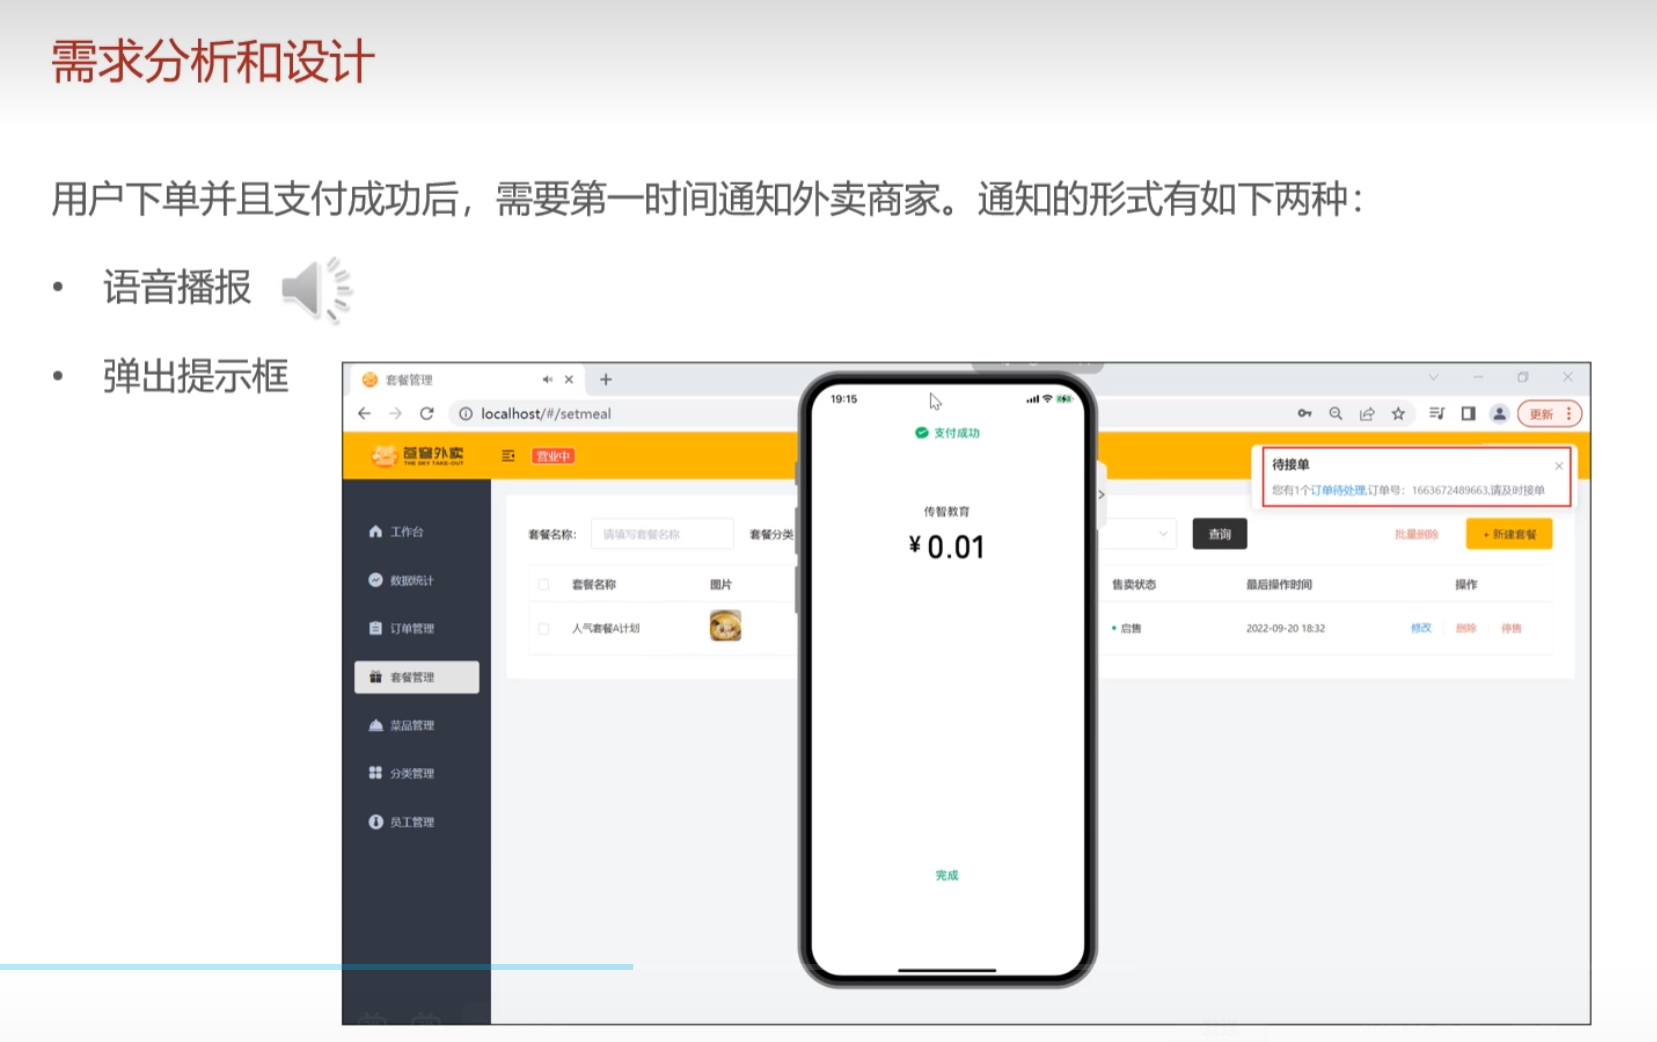 需求分析和设计
用户下单并且支付成功后，需要第一时间通知外卖商家。通知的形式有如下两种：
• 语音播报
• 弹出提示框
套餐管理
localhost/#/setmeal
更新
苍穹外卖
THE SKY TAKE-OUT
营业中
待接单
您有1个订单待处理,订单号：1663672489663,请及时接单
工作台
数据统计
订单管理
套餐管理
菜品管理
分类管理
员工管理
套餐名称：
请填写套餐名称
套餐分类
查询
批量删除
+ 新建套餐
套餐名称
图片
售卖状态
最后操作时间
操作
人气套餐A计划
启售
2022-09-20 18:32
修改
删除
停售
19:15
支付成功
传智教育
¥0.01
完成